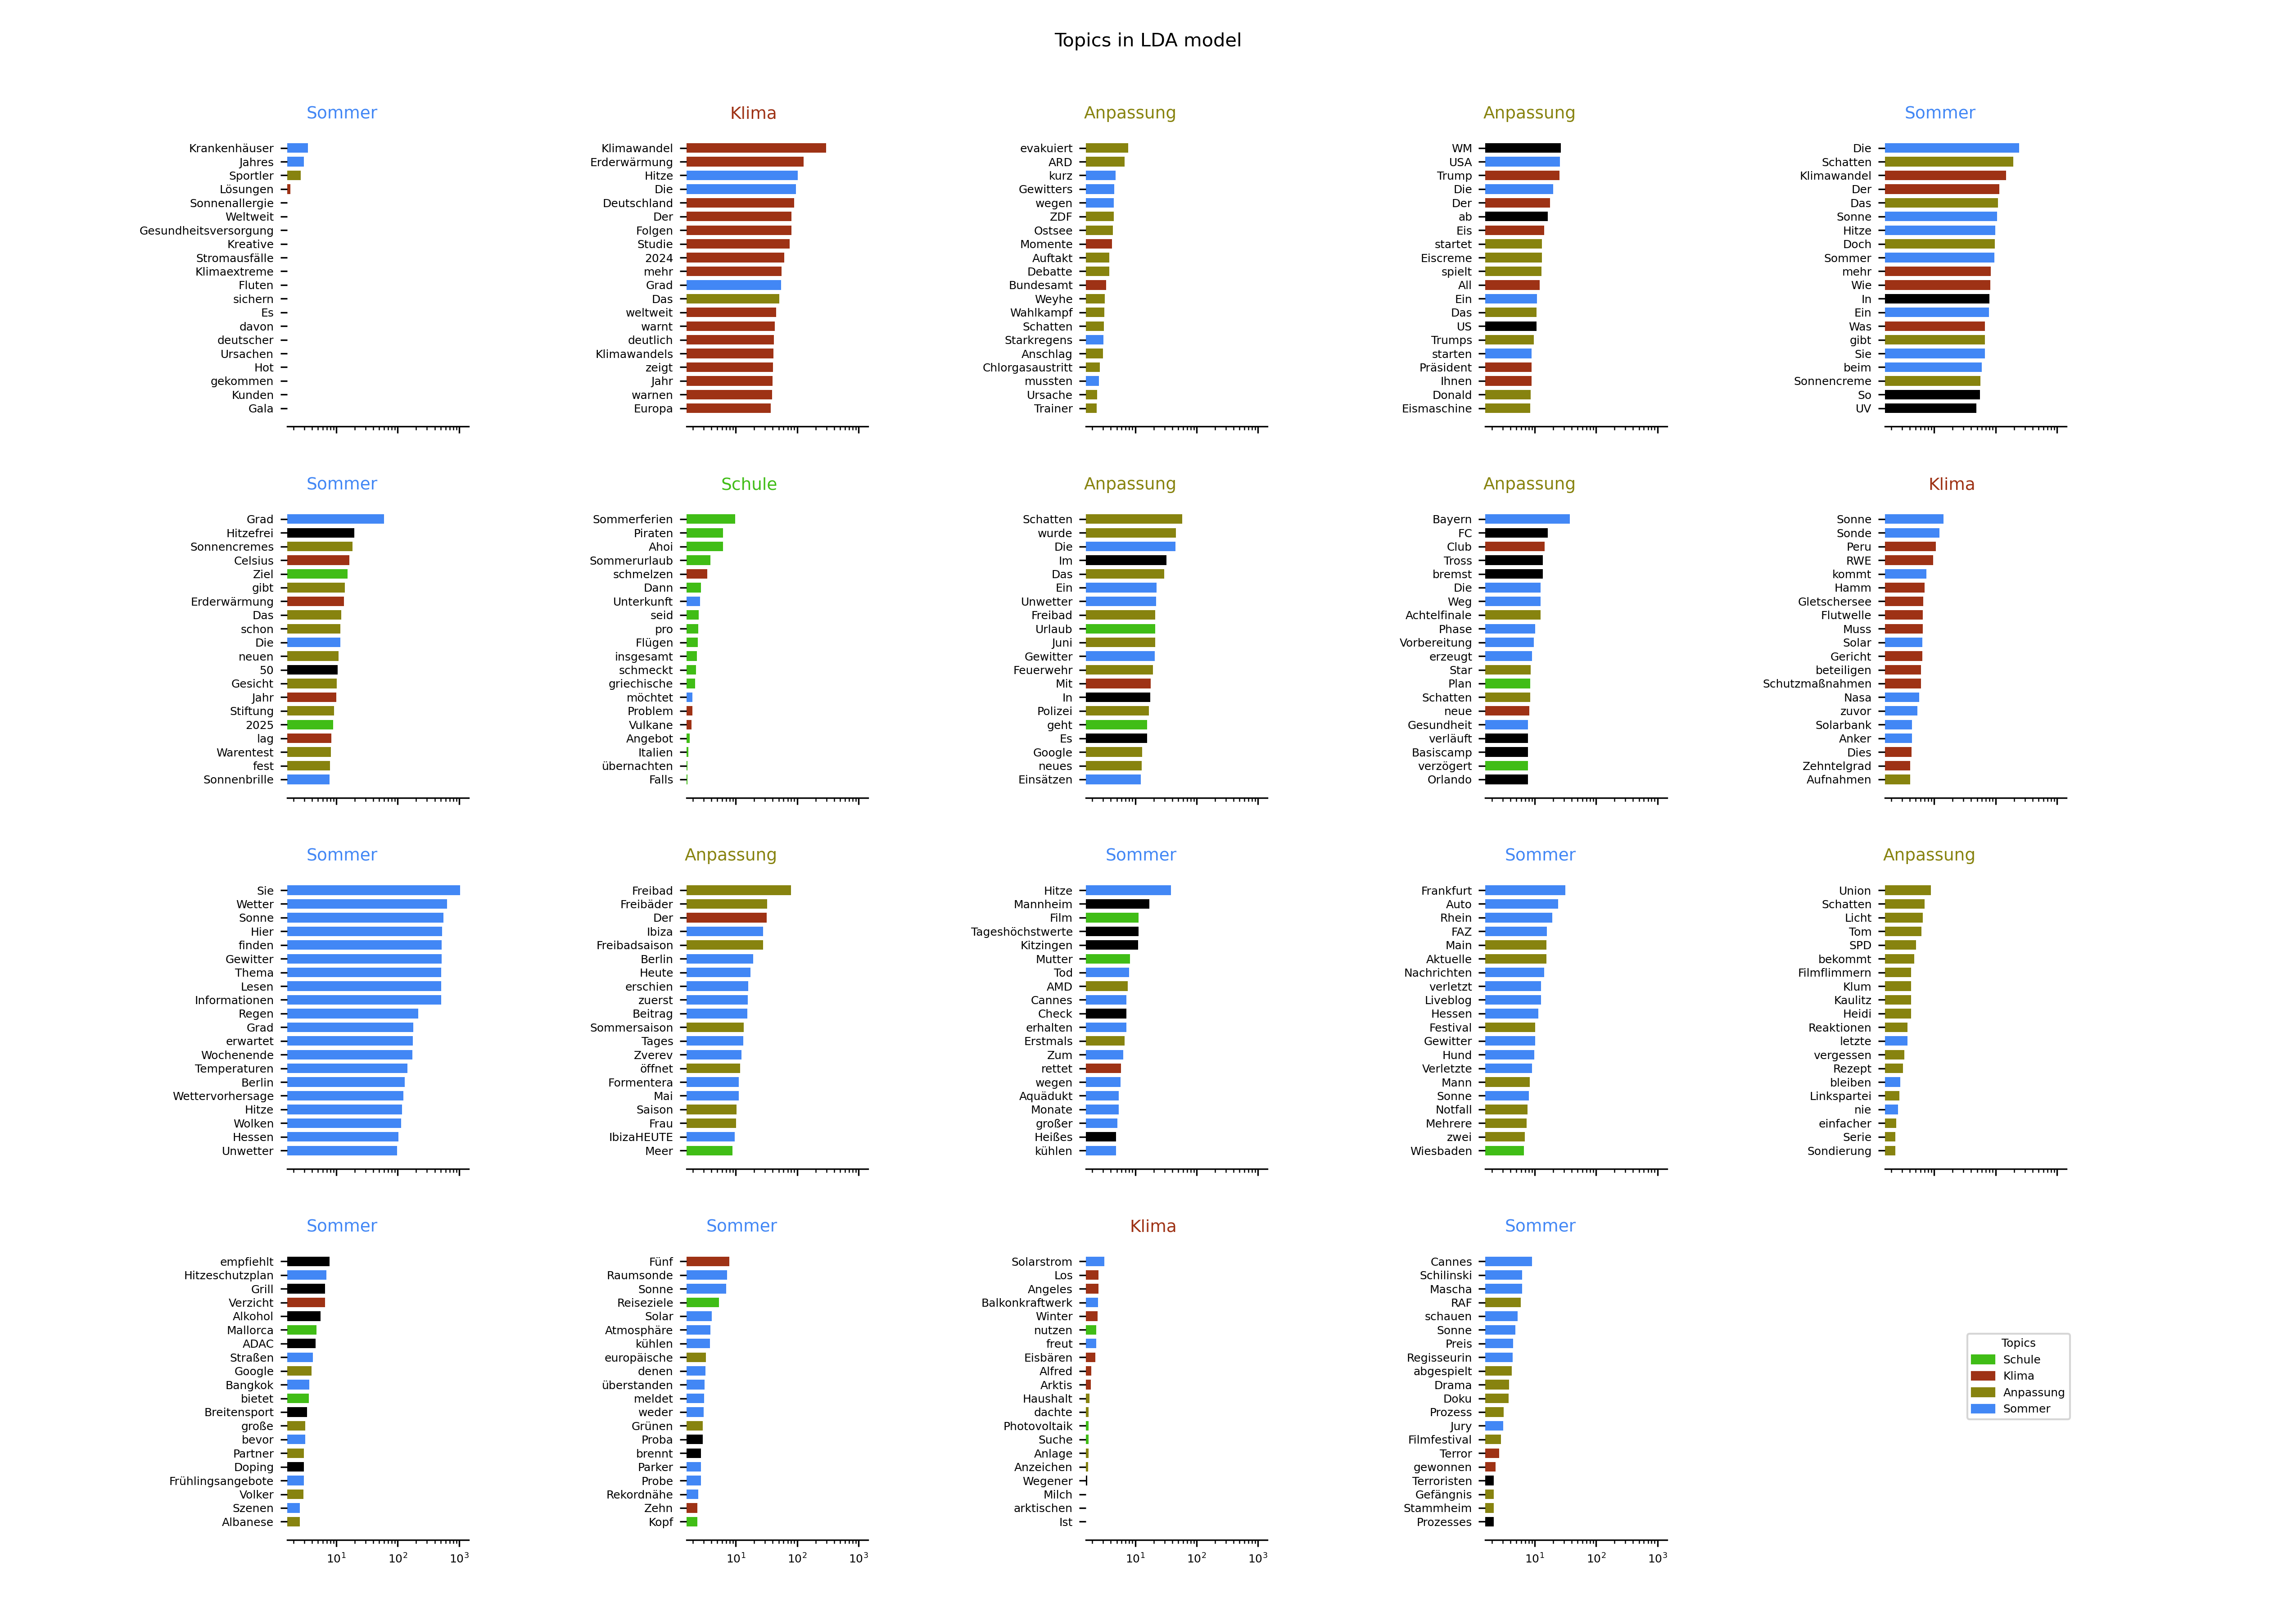 Topics in LDA model
Sommer
Krankenhäuser
Jahres
Sportler
Lösungen
Sonnenallergie
Weltweit
Gesundheitsversorgung
Kreative
Stromausfälle
Klimaextreme
Fluten
sichern
Es
davon
deutscher
Ursachen
Hot
gekommen
Kunden
Gala
Klima
Klimawandel
Erderwärmung
Hitze
Die
Deutschland
Der
Folgen
Studie
2024
mehr
Grad
Das
weltweit
warnt
deutlich
Klimawandels
zeigt
Jahr
warnen
Europa
Anpassung
evakuiert
ARD
kurz
Gewitters
wegen
ZDF
Ostsee
Momente
Auftakt
Debatte
Bundesamt
Weyhe
Wahlkampf
Schatten
Starkregens
Anschlag
Chlorgasaustritt
mussten
Ursache
Trainer
Anpassung
WM
USA
Trump
Die
Der
ab
Eis
startet
Eiscreme
spielt
All
Ein
Das
US
Trumps
starten
Präsident
Ihnen
Donald
Eismaschine
Sommer
Die
Schatten
Klimawandel
Der
Das
Sonne
Hitze
Doch
Sommer
mehr
Wie
In
Ein
Was
gibt
Sie
beim
Sonnencreme
So
UV
Sommer
Grad
Hitzefrei
Sonnencremes
Celsius
Ziel
gibt
Erderwärmung
Das
schon
Die
neuen
50
Gesicht
Jahr
Stiftung
2025
lag
Warentest
fest
Sonnenbrille
Schule
Sommerferien
Piraten
Ahoi
Sommerurlaub
schmelzen
Dann
Unterkunft
seid
pro
Flügen
insgesamt
schmeckt
griechische
möchtet
Problem
Vulkane
Angebot
Italien
übernachten
Falls
Anpassung
Schatten
wurde
Die
Im
Das
Ein
Unwetter
Freibad
Urlaub
Juni
Gewitter
Feuerwehr
Mit
In
Polizei
geht
Es
Google
neues
Einsätzen
Anpassung
Bayern
FC
Club
Tross
bremst
Die
Weg
Achtelfinale
Phase
Vorbereitung
erzeugt
Star
Plan
Schatten
neue
Gesundheit
verläuft
Basiscamp
verzögert
Orlando
Klima
Sonne
Sonde
Peru
RWE
kommt
Hamm
Gletschersee
Flutwelle
Muss
Solar
Gericht
beteiligen
Schutzmaßnahmen
Nasa
zuvor
Solarbank
Anker
Dies
Zehntelgrad
Aufnahmen
Sommer
Sie
Wetter
Sonne
Hier
finden
Gewitter
Thema
Lesen
Informationen
Regen
Grad
erwartet
Wochenende
Temperaturen
Berlin
Wettervorhersage
Hitze
Wolken
Hessen
Unwetter
Anpassung
Freibad
Freibäder
Der
Ibiza
Freibadsaison
Berlin
Heute
erschien
zuerst
Beitrag
Sommersaison
Tages
Zverev
öffnet
Formentera
Mai
Saison
Frau
IbizaHEUTE
Meer
Sommer
Hitze
Mannheim
Film
Tageshöchstwerte
Kitzingen
Mutter
Tod
AMD
Cannes
Check
erhalten
Erstmals
Zum
rettet
wegen
Aquädukt
Monate
großer
Heißes
kühlen
Sommer
Frankfurt
Auto
Rhein
FAZ
Main
Aktuelle
Nachrichten
verletzt
Liveblog
Hessen
Festival
Gewitter
Hund
Verletzte
Mann
Sonne
Notfall
Mehrere
zwei
Wiesbaden
Anpassung
Union
Schatten
Licht
Tom
SPD
bekommt
Filmflimmern
Klum
Kaulitz
Heidi
Reaktionen
letzte
vergessen
Rezept
bleiben
Linkspartei
nie
einfacher
Serie
Sondierung
Sommer
empfiehlt
Hitzeschutzplan
Grill
Verzicht
Alkohol
Mallorca
ADAC
Straßen
Google
Bangkok
bietet
Breitensport
große
bevor
Partner
Doping
Frühlingsangebote
Volker
Szenen
Albanese
10¹ 10² 10³
Sommer
Fünf
Raumsonde
Sonne
Reiseziele
Solar
Atmosphäre
kühlen
europäische
denen
überstanden
meldet
weder
Grünen
Proba
brennt
Parker
Probe
Rekordnähe
Zehn
Kopf
10¹ 10² 10³
Klima
Solarstrom
Los
Angeles
Balkonkraftwerk
Winter
nutzen
freut
Eisbären
Alfred
Arktis
Haushalt
dachte
Photovoltaik
Suche
Anlage
Anzeichen
Wegener
Milch
arktischen
Ist
10¹ 10² 10³
Sommer
Cannes
Schilinski
Mascha
RAF
schauen
Sonne
Preis
Regisseurin
abgespielt
Drama
Doku
Prozess
Jury
Filmfestival
Terror
gewonnen
Terroristen
Gefängnis
Stammheim
Prozesses
10¹ 10² 10³
Topics
Schule
Klima
Anpassung
Sommer